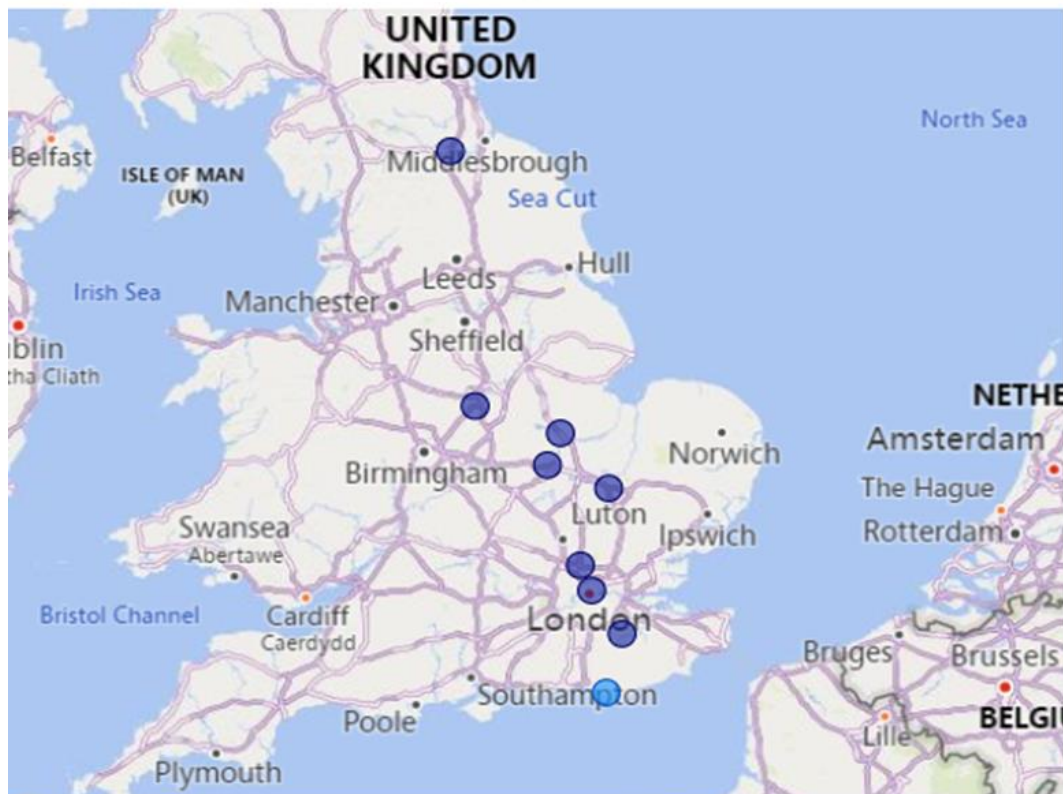 UNITED
KINGDOM
North Sea
Belfast
ISLE OF MAN
(UK)
Middlesbrough
Sea Cut
Irish Sea
Leeds
Hull
Manchester
Sheffield
blin
tha Cliath
NETHE
Amsterdam
Norwich
Birmingham
The Hague
Luton
Rotterdam
Swansea
Abertawe
Ipswich
Bristol Channel
Cardiff
Caerdydd
London
Bruges
Brussels
Southampton
Poole
BELGIU
Lille
Plymouth